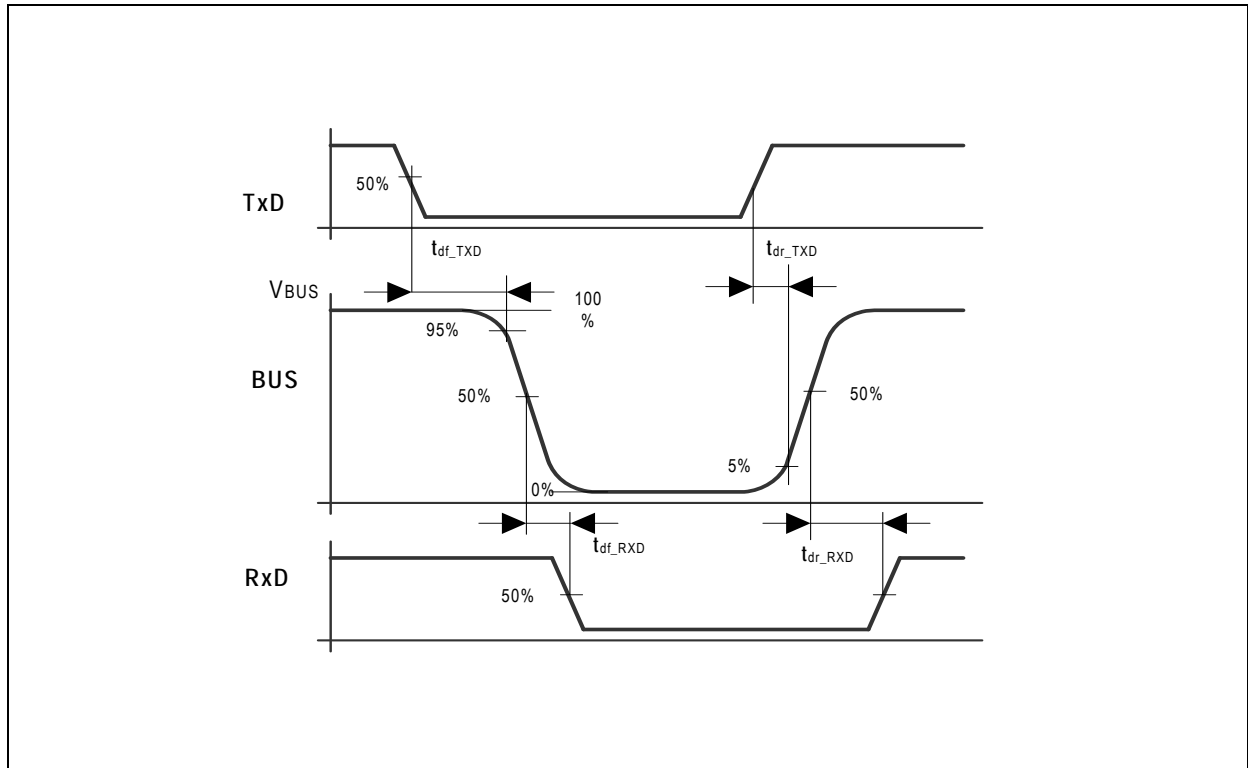 50%
TxD
tdf_TXD
tdr_TXD
VBUS
100
%
95%
BUS
50%
50%
5%
0%
tdf_RXD
tdr_RXD
RxD
50%